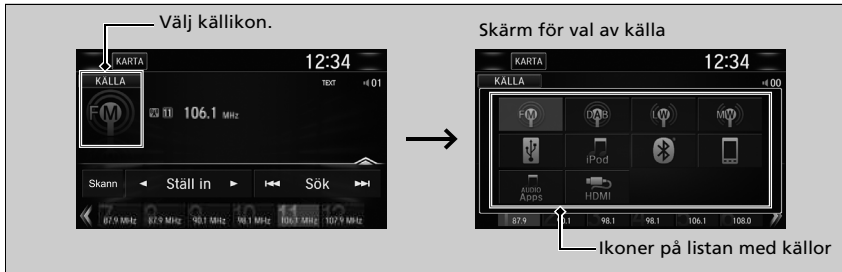 Välj källikon.
KARTA
12:34
KÄLLA
TEXT
01
FM
11
106.1 MHz
Skann
Ställ in
Sök
87.9 MHz
87.9 MHz
90.1 MHz
98.1 MHz
106.1 MHz
107.9 MHz
Skärm för val av källa
KARTA
12:34
KÄLLA
00
FM
DAB
LW
MW
iPod
AUDIO
Apps
HDMI
87.9
98.1
98.1
106.1
108.0
Ikoner på listan med källor